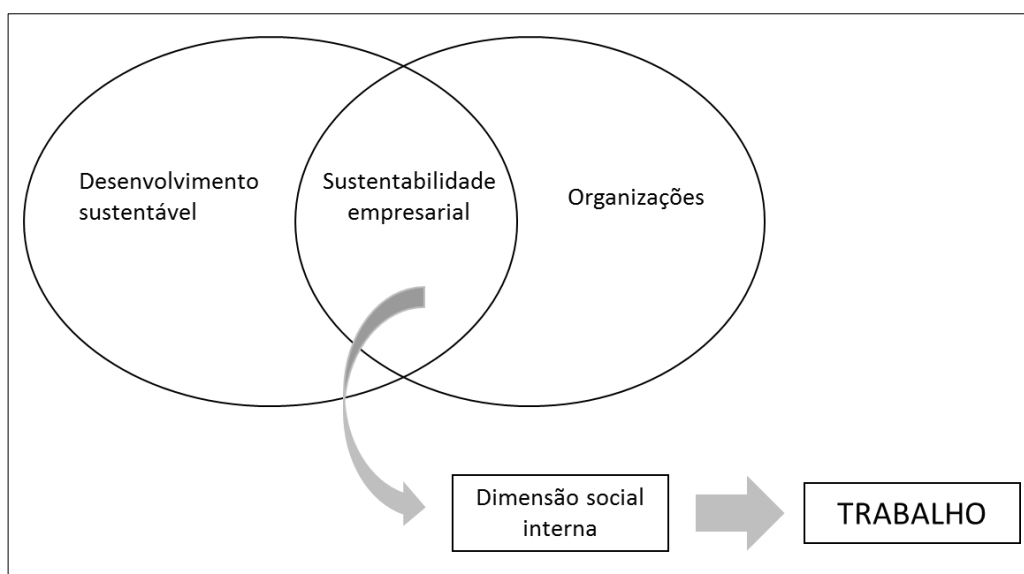 Desenvolvimento
sustentável
Sustentabilidade
empresarial
Organizações
Dimensão social
interna
TRABALHO